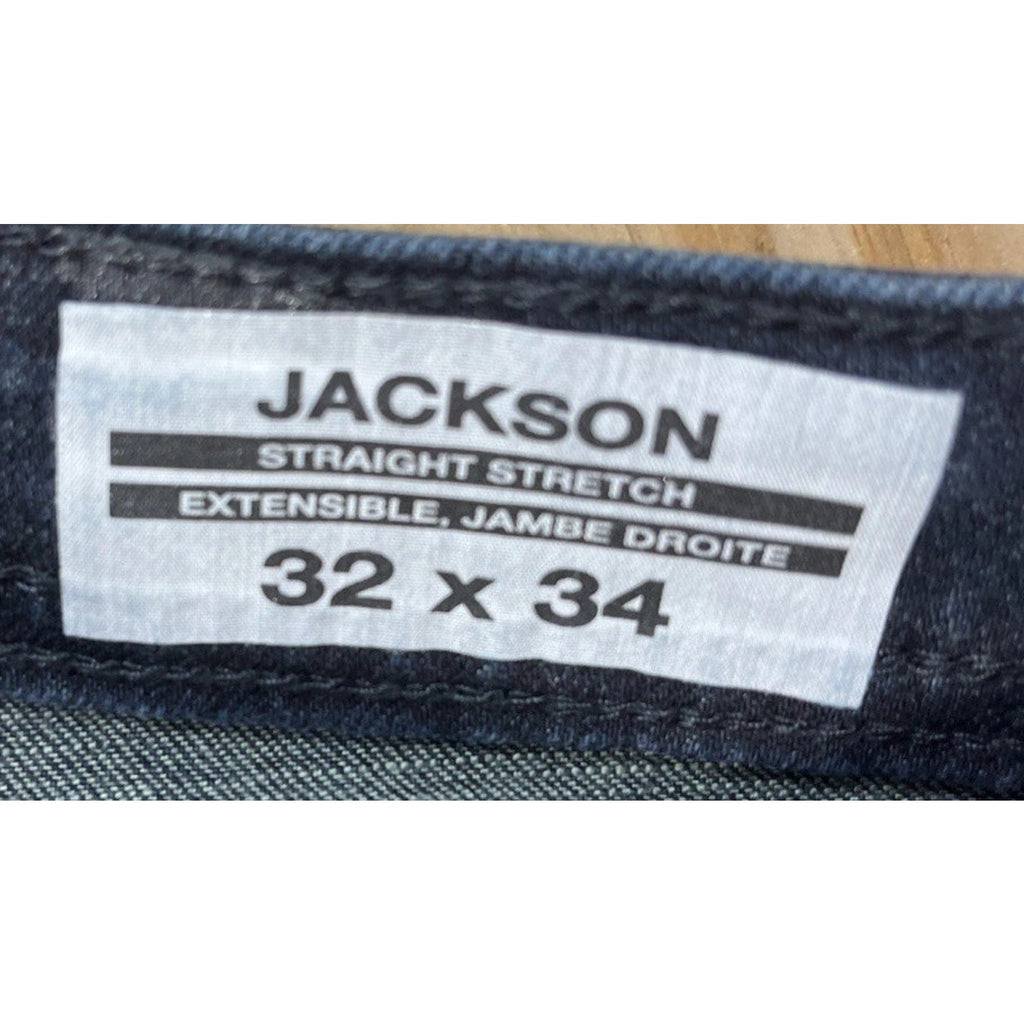 JACKSON
STRAIGHT STRETCH
EXTENSIBLE, JAMBE DROITE
32 x 34